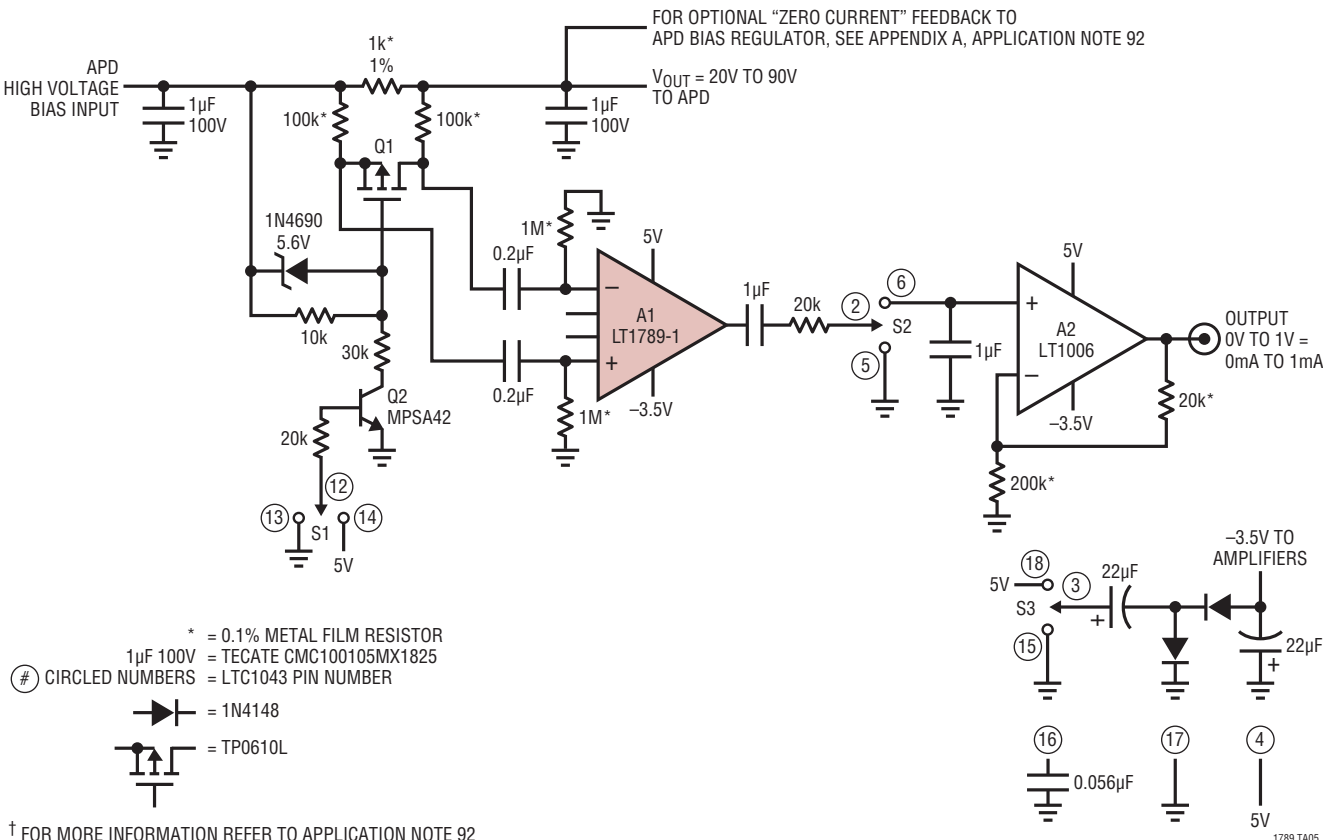 FOR OPTIONAL “ZERO CURRENT” FEEDBACK TO
APD BIAS REGULATOR, SEE APPENDIX A, APPLICATION NOTE 92
1k*
1%
APD
HIGH VOLTAGE
BIAS INPUT
VOUT = 20V TO 90V
TO APD
1µF
100V
100k*
100k*
1µF
100V
Q1
1N4690
5.6V
1M*
5V
0.2µF
−
A1
LT1789-1
+
1µF
20k
2
6
S2
5
5V
+
A2
LT1006
−
1µF
OUTPUT
0V TO 1V =
0mA TO 1mA
10k
30k
0.2µF
1M*
–3.5V
–3.5V
20k*
Q2
MPSA42
20k
200k*
12
13
S1
14
5V
–3.5V TO
AMPLIFIERS
18
5V
3
22µF
S3
+
15
22µF
+
* = 0.1% METAL FILM RESISTOR
1µF 100V = TECATE CMC100105MX1825
# CIRCLED NUMBERS = LTC1043 PIN NUMBER
= 1N4148
= TP0610L
16
17
4
0.056µF
5V
† FOR MORE INFORMATION REFER TO APPLICATION NOTE 92
1789 TA05